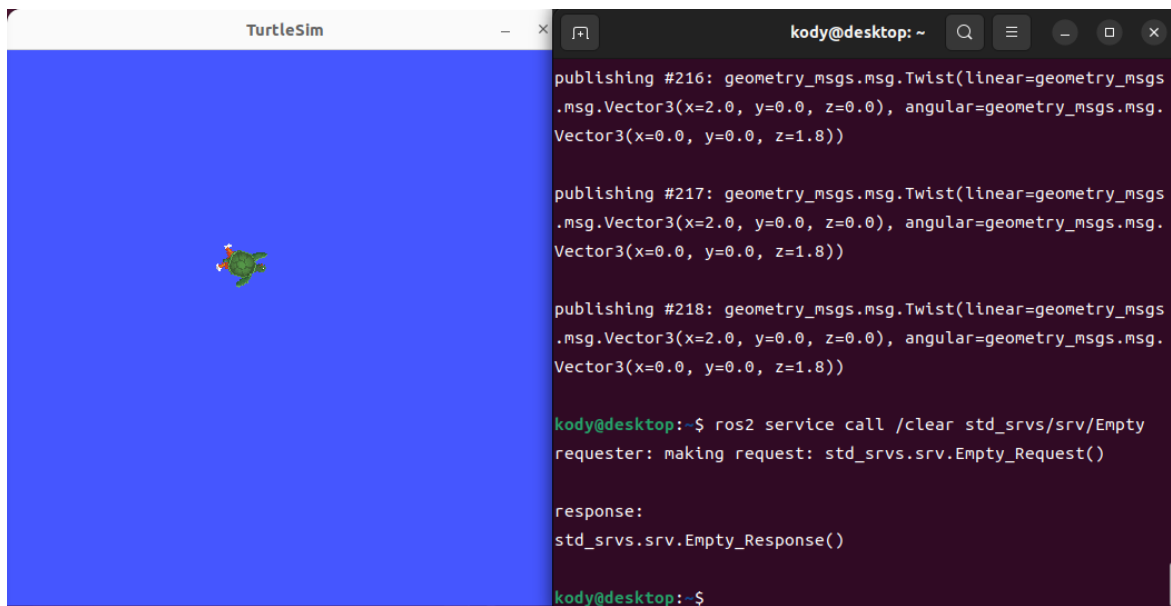 TurtleSim
kody@desktop: ~
publishing #216: geometry_msgs.msg.Twist(linear=geometry_msgs
.msg.Vector3(x=2.0, y=0.0, z=0.0), angular=geometry_msgs.msg.
Vector3(x=0.0, y=0.0, z=1.8))
publishing #217: geometry_msgs.msg.Twist(linear=geometry_msgs
.msg.Vector3(x=2.0, y=0.0, z=0.0), angular=geometry_msgs.msg.
Vector3(x=0.0, y=0.0, z=1.8))
publishing #218: geometry_msgs.msg.Twist(linear=geometry_msgs
.msg.Vector3(x=2.0, y=0.0, z=0.0), angular=geometry_msgs.msg.
Vector3(x=0.0, y=0.0, z=1.8))
kody@desktop:~$ ros2 service call /clear std_srvs/srv/Empty
requester: making request: std_srvs.srv.Empty_Request()
response:
std_srvs.srv.Empty_Response()
kody@desktop:~$